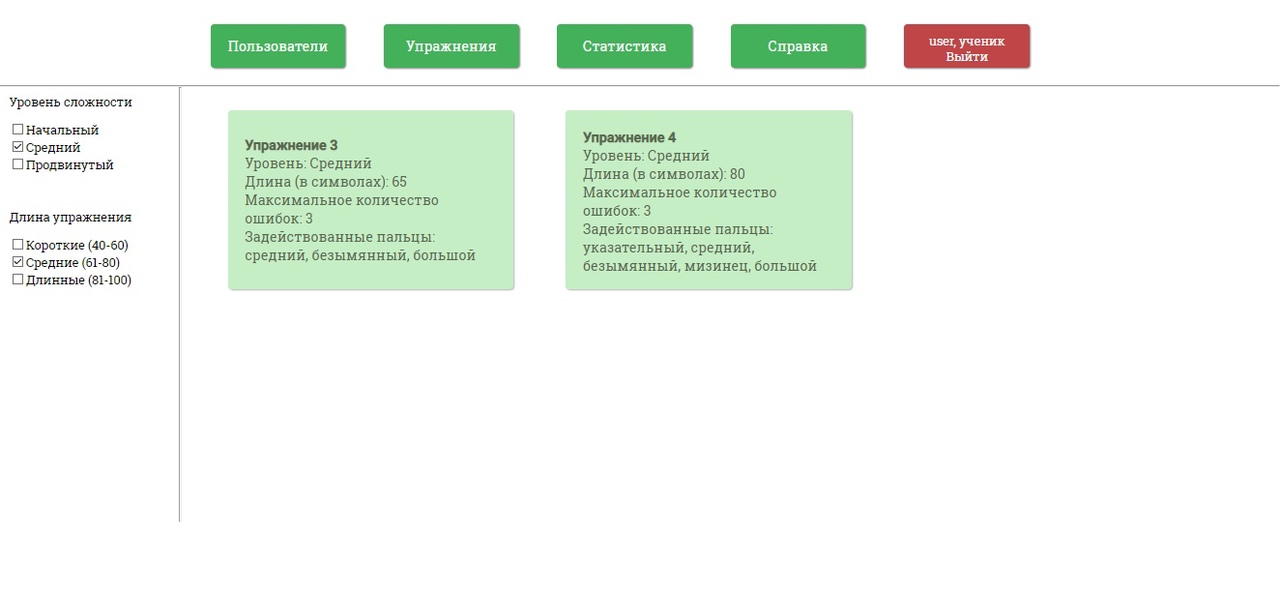 Пользователи
Упражнения
Статистика
Справка
user, ученик
Выйти
Уровень сложности
Начальный
Средний
Продвинутый
Длина упражнения
Короткие (40-60)
Средние (61-80)
Длинные (81-100)
Упражнение 3
Уровень: Средний
Длина (в символах): 65
Максимальное количество
ошибок: 3
Задействованные пальцы:
средний, безымянный, большой
Упражнение 4
Уровень: Средний
Длина (в символах): 80
Максимальное количество
ошибок: 3
Задействованные пальцы:
указательный, средний,
безымянный, мизинец, большой